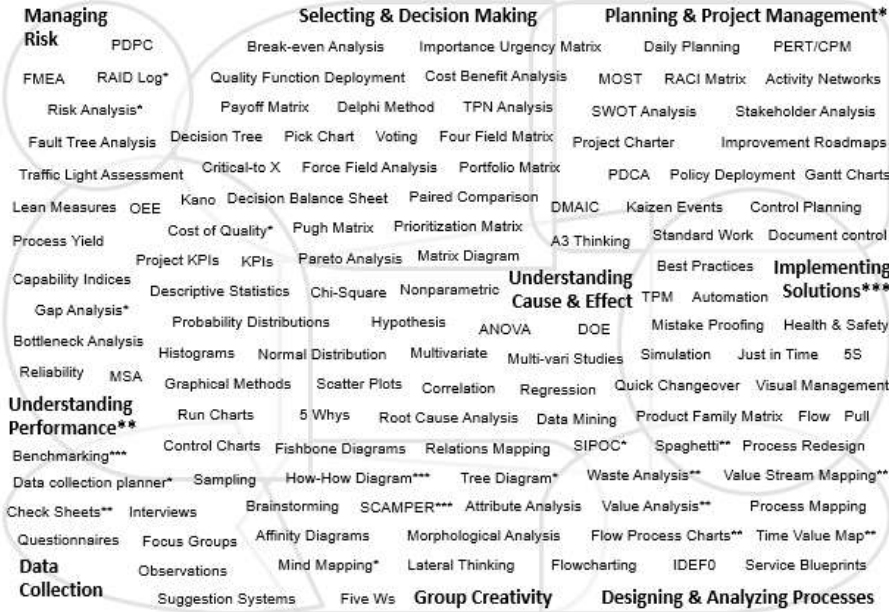 Managing Risk
Selecting & Decision Making
Planning & Project Management*
PDPC
Break-even Analysis
Importance Urgency Matrix
Daily Planning
PERT/CPM
FMEA
RAID Log*
Quality Function Deployment
Cost Benefit Analysis
MOST
RACI Matrix
Activity Networks
Risk Analysis*
Payoff Matrix
Delphi Method
TPN Analysis
SWOT Analysis
Stakeholder Analysis
Fault Tree Analysis
Decision Tree
Pick Chart
Voting
Four Field Matrix
Project Charter
Improvement Roadmaps
Traffic Light Assessment
Critical-to X
Force Field Analysis
Portfolio Matrix
PDCA
Policy Deployment
Gantt Charts
Lean Measures
OEE
Kano
Decision Balance Sheet
Paired Comparison
DMAIC
Kaizen Events
Control Planning
Process Yield
Cost of Quality*
Pugh Matrix
Prioritization Matrix
A3 Thinking
Standard Work
Document control
Project KPIs
KPIs
Pareto Analysis
Matrix Diagram
Best Practices
Implementing Solutions***
Capability Indices
Descriptive Statistics
Chi-Square
Nonparametric
Understanding Cause & Effect
TPM
Automation
Gap Analysis*
Probability Distributions
Hypothesis
ANOVA
DOE
Mistake Proofing
Health & Safety
Bottleneck Analysis
Histograms
Normal Distribution
Multivariate
Multi-vari Studies
Simulation
Just in Time
5S
Reliability
MSA
Graphical Methods
Scatter Plots
Correlation
Regression
Quick Changeover
Visual Management
Understanding Performance**
Run Charts
5 Whys
Root Cause Analysis
Data Mining
Product Family Matrix
Flow
Pull
Benchmarking***
Control Charts
Fishbone Diagrams
Relations Mapping
SIPOC*
Spaghetti**
Process Redesign
Data collection planner*
Sampling
How-How Diagram***
Tree Diagram*
Waste Analysis**
Value Stream Mapping**
Check Sheets**
Interviews
Brainstorming
SCAMPER***
Attribute Analysis
Value Analysis**
Process Mapping
Questionnaires
Focus Groups
Affinity Diagrams
Morphological Analysis
Flow Process Charts**
Time Value Map**
Data Collection
Observations
Mind Mapping*
Lateral Thinking
Flowcharting
IDEF0
Service Blueprints
Suggestion Systems
Five Ws
Group Creativity
Designing & Analyzing Processes